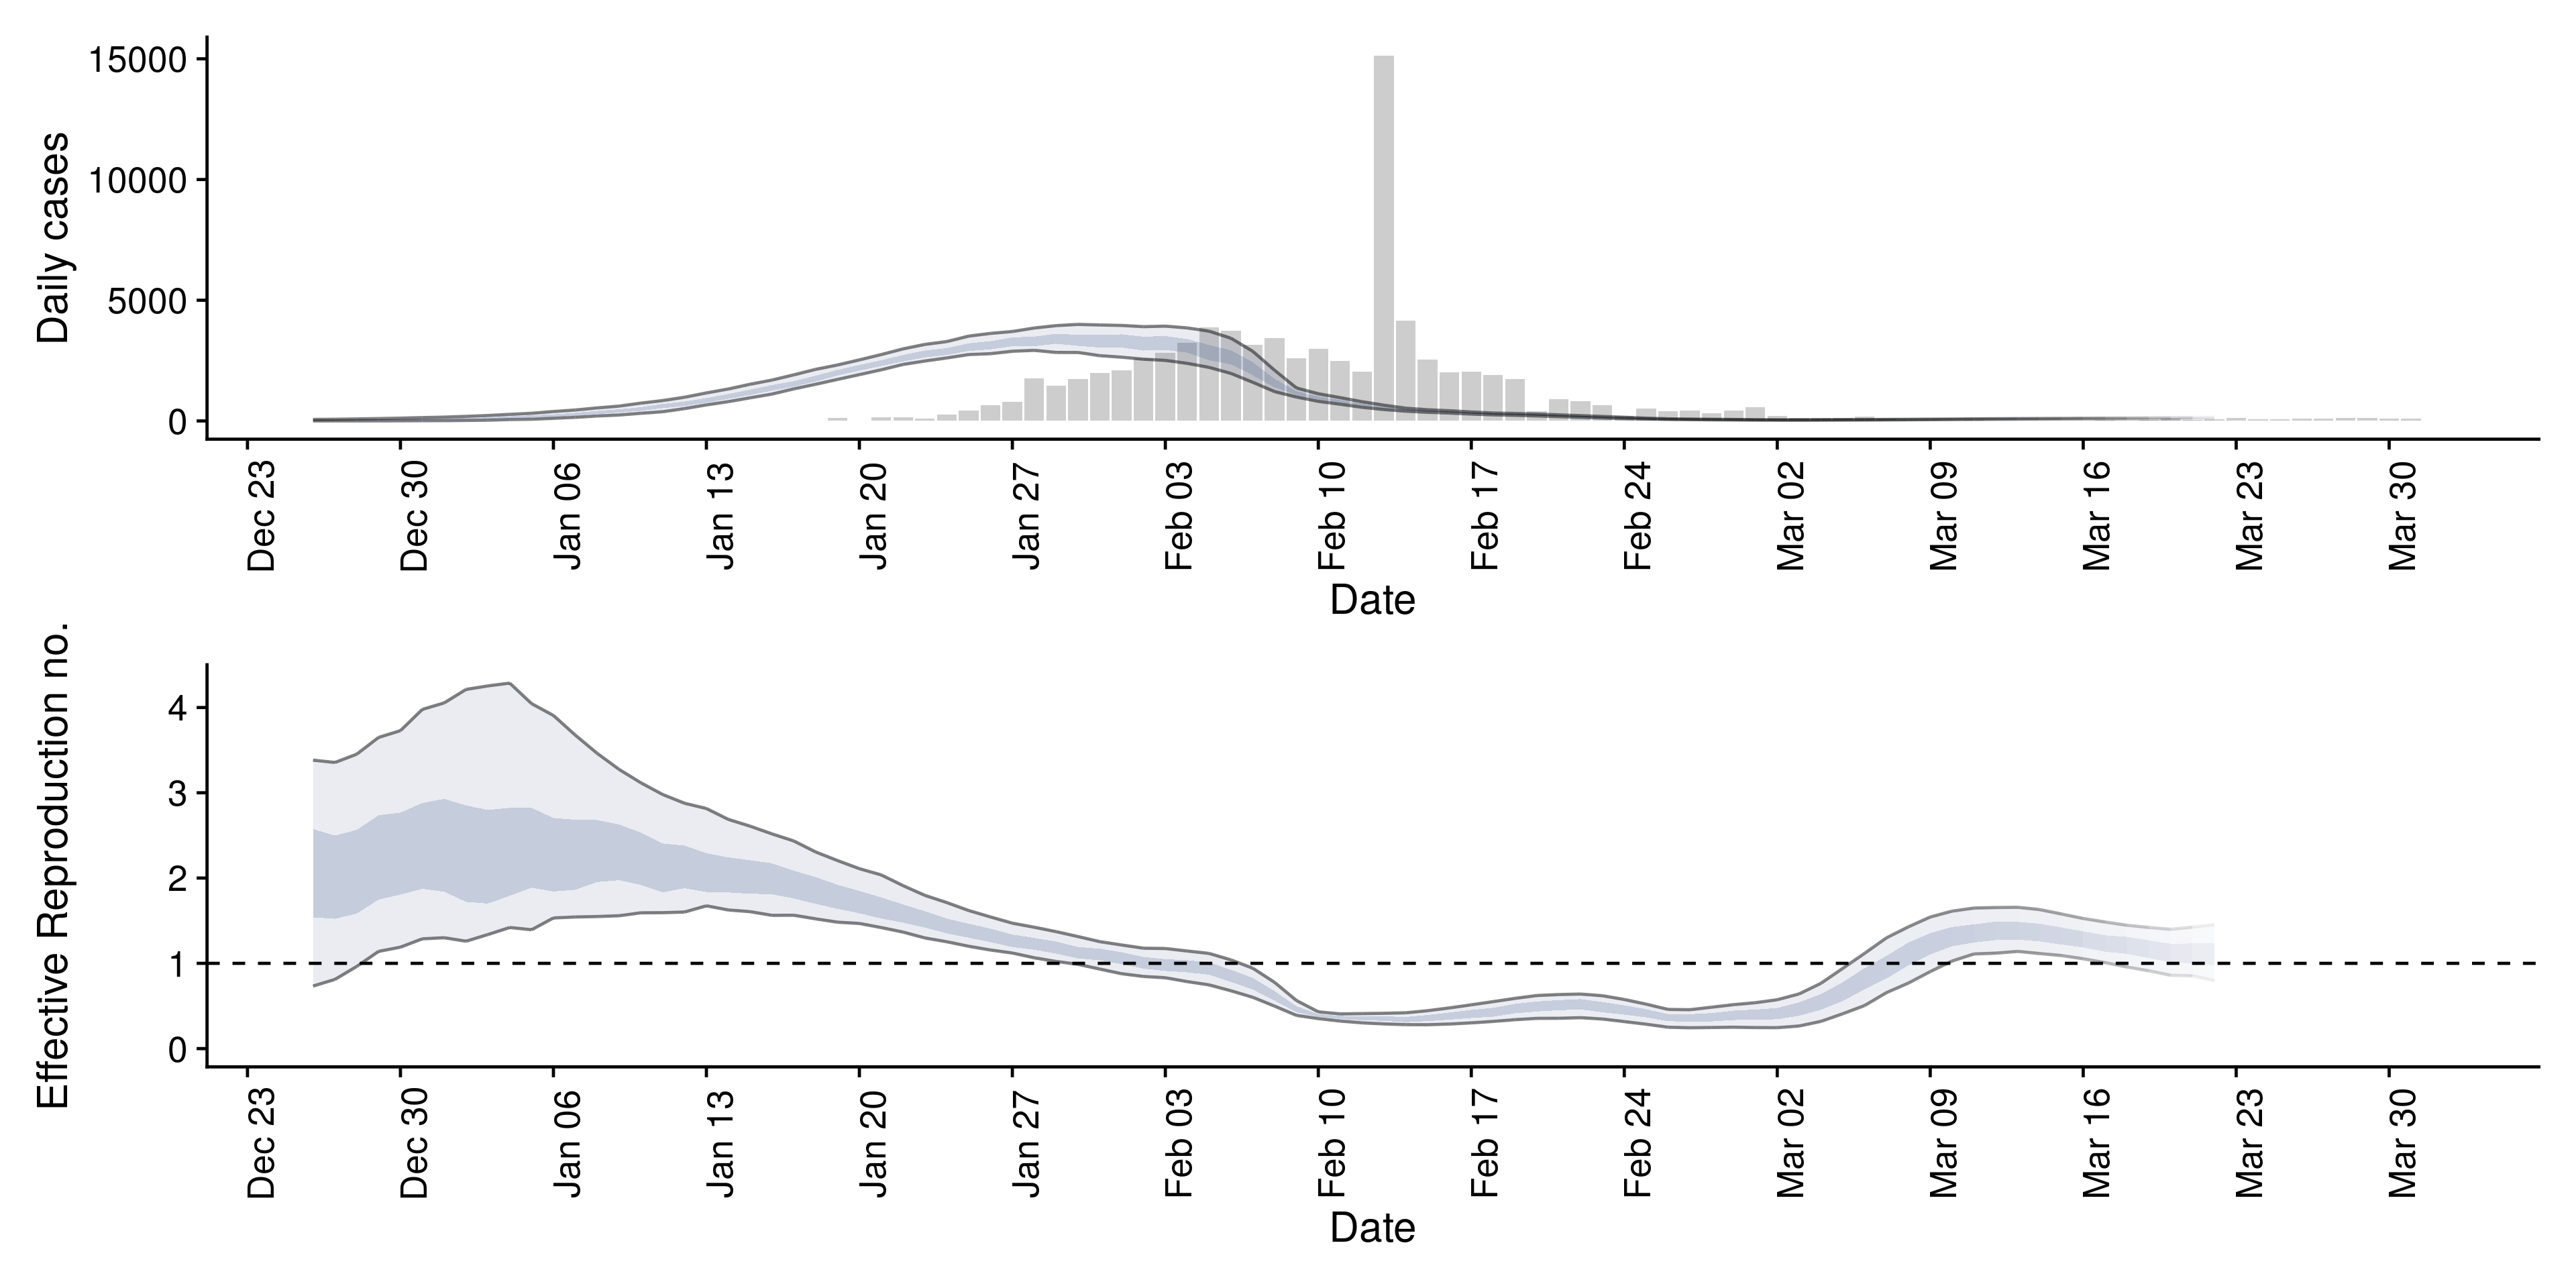 Daily cases
15000
10000
5000
0
Dec 23
Dec 30
Jan 06
Jan 13
Jan 20
Jan 27
Feb 03
Feb 10
Feb 17
Feb 24
Mar 02
Mar 09
Mar 16
Mar 23
Mar 30
Date
Effective Reproduction no.
4
3
2
1
0
Dec 23
Dec 30
Jan 06
Jan 13
Jan 20
Jan 27
Feb 03
Feb 10
Feb 17
Feb 24
Mar 02
Mar 09
Mar 16
Mar 23
Mar 30
Date